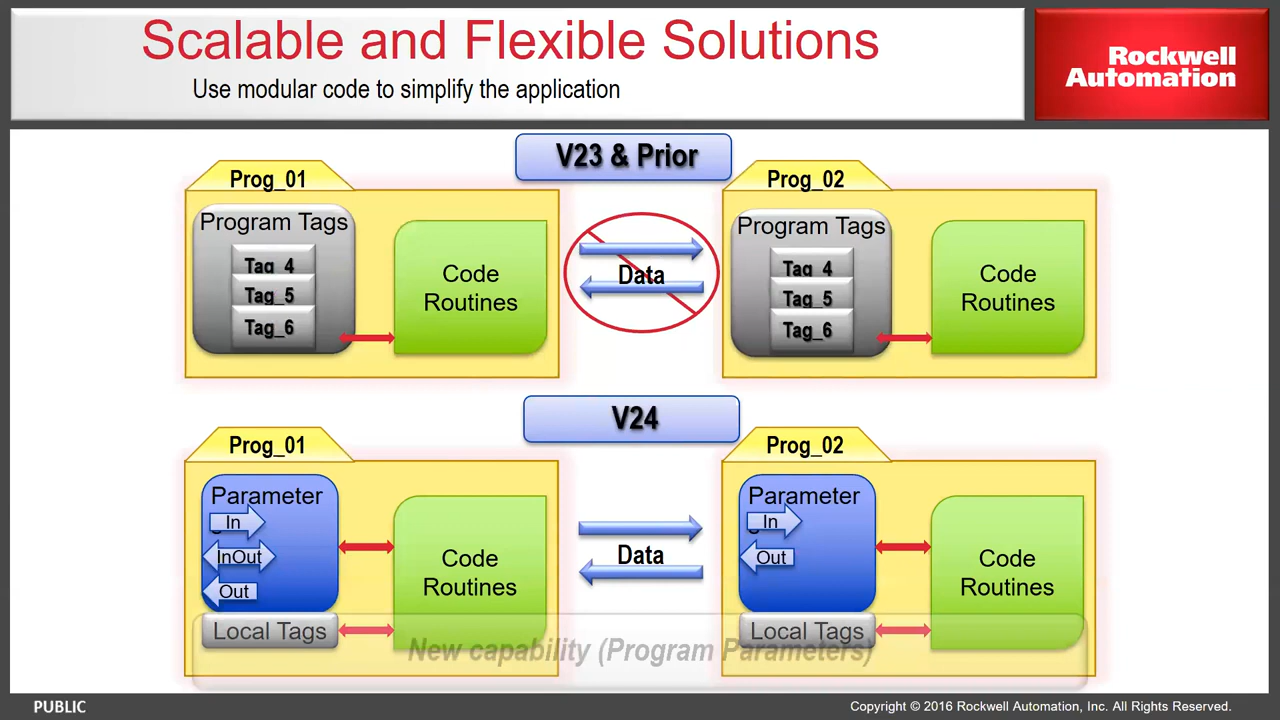 Scalable and Flexible Solutions
Use modular code to simplify the application
Rockwell
Automation
V23 & Prior
Prog_01
Program Tags
Tag_4
Tag_5
Tag_6
Code
Routines
Data
Prog_02
Program Tags
Tag_4
Tag_5
Tag_6
Code
Routines
V24
Prog_01
Parameter
In
InOut
Out
Local Tags
Code
Routines
Data
Prog_02
Parameter
In
Out
Local Tags
Code
Routines
New capability (Program Parameters)
PUBLIC
Copyright © 2016 Rockwell Automation, Inc. All Rights Reserved.